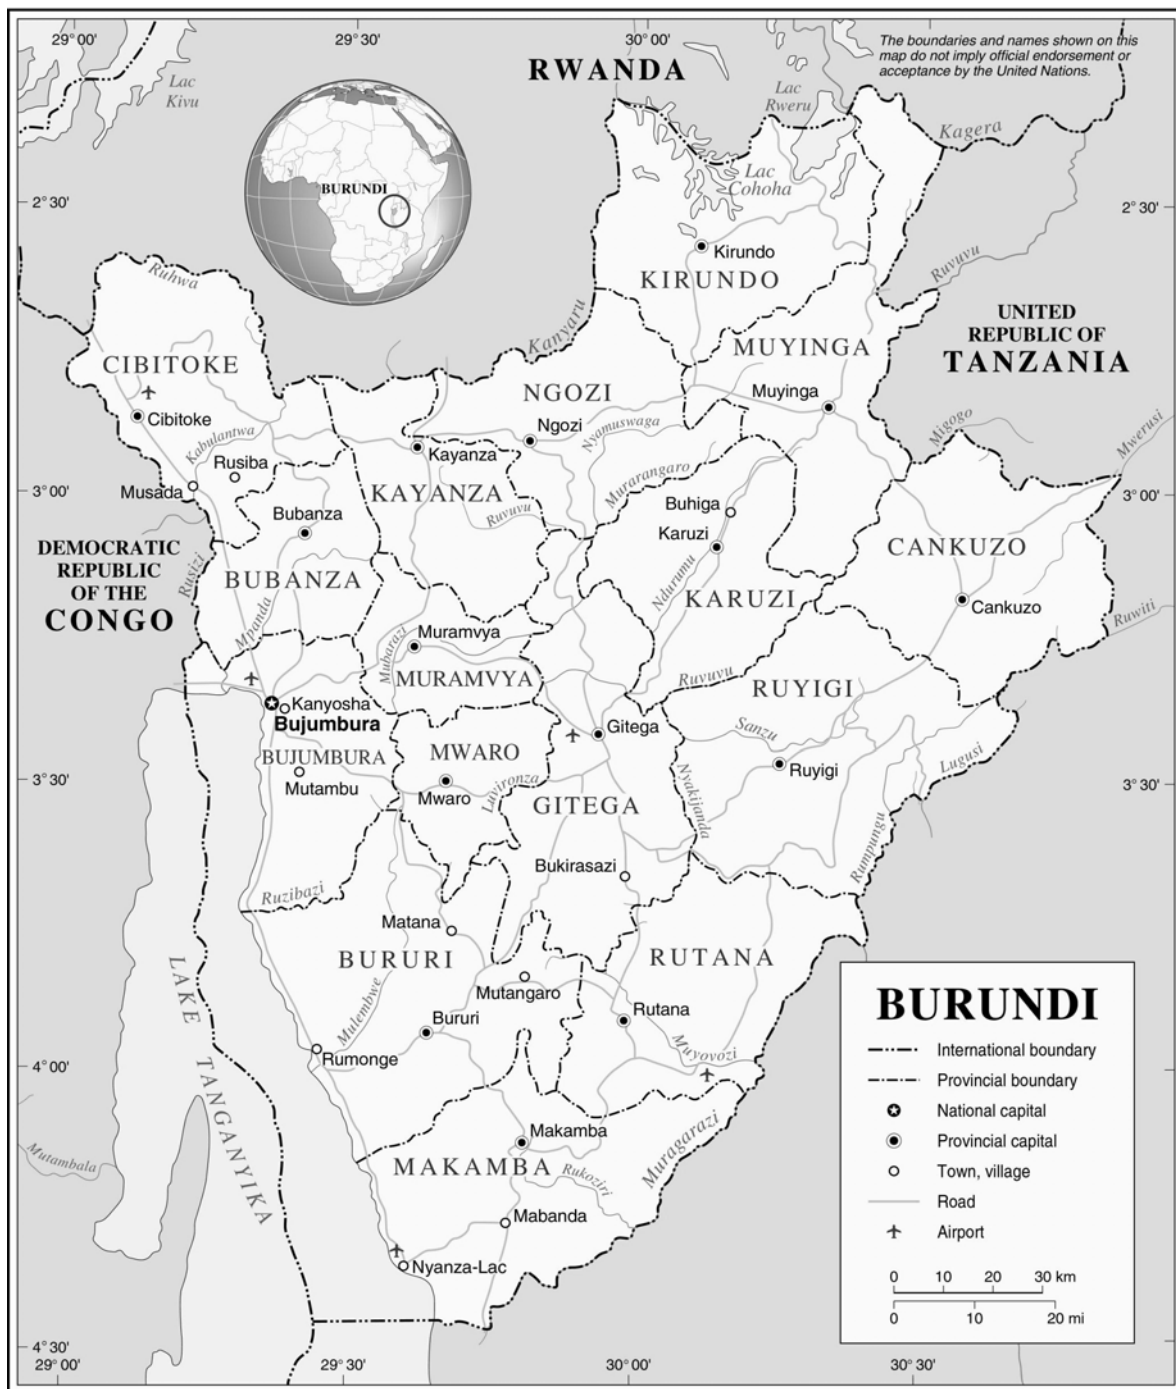 29° 00'
29° 30'
30° 00'
The boundaries and names shown on this
map do not imply official endorsement or
acceptance by the United Nations.
RWANDA
Lac
Kivu
Lac
Rweru
Kagera
BURUNDI
Lac
Cohoha
2° 30'
2° 30'
Kirundo
KIRUNDO
Ruvuvu
Ruhwa
Kanyaru
UNITED
REPUBLIC OF
TANZANIA
CIBITOKE
MUYINGA
NGOZI
Muyinga
Cibitoke
Kabulantwa
Ngozi
Nyamuswaga
Migogo
Mwerusi
Kayanza
Rusiba
Musada
KAYANZA
Murarangaro
3° 00'
3° 00'
Buhiga
Bubanza
Ruvuvu
Karuzi
CANKUZO
DEMOCRATIC
REPUBLIC
OF THE
CONGO
Rusizi
BUBANZA
Ndurumu
KARUZI
Cankuzo
Mpanda
Ruwiti
Muramvya
Mubarazi
MURAMVYA
Ruvuvu
RUYIGI
Kanyosha
Bujumbura
Gitega
Sanzu
BUJUMBURA
MWARO
Lugusi
Mutambu
Mwaro
Luvironza
Ruyigi
3° 30'
3° 30'
Nyakijanda
GITEGA
Rumpungu
Bukirasazi
Ruzibazi
Matana
BURURI
RUTANA
LAKE TANGANYIKA
Mutangaro
Mulembwe
Bururi
Rutana
Rumonge
Muyovozi
4° 00'
Makamba
MAKAMBA
Rukoziri
Muragarazi
Mutambala
Mabanda
Nyanza-Lac
4° 30'
29° 00'
29° 30'
30° 00'
30° 30'
BURUNDI
International boundary
Provincial boundary
National capital
Provincial capital
Town, village
Road
Airport
0 10 20 30 km
0 10 20 mi